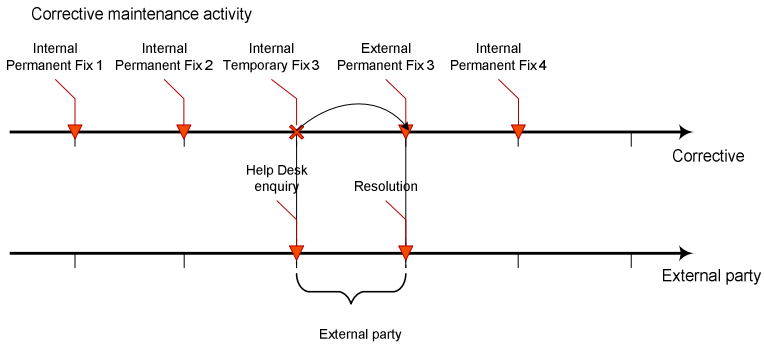 Corrective maintenance activity
Internal
Permanent Fix 1
Internal
Permanent Fix 2
Internal
Temporary Fix 3
External
Permanent Fix 3
Internal
Permanent Fix 4
Corrective
Help Desk
enquiry
Resolution
External party
External party